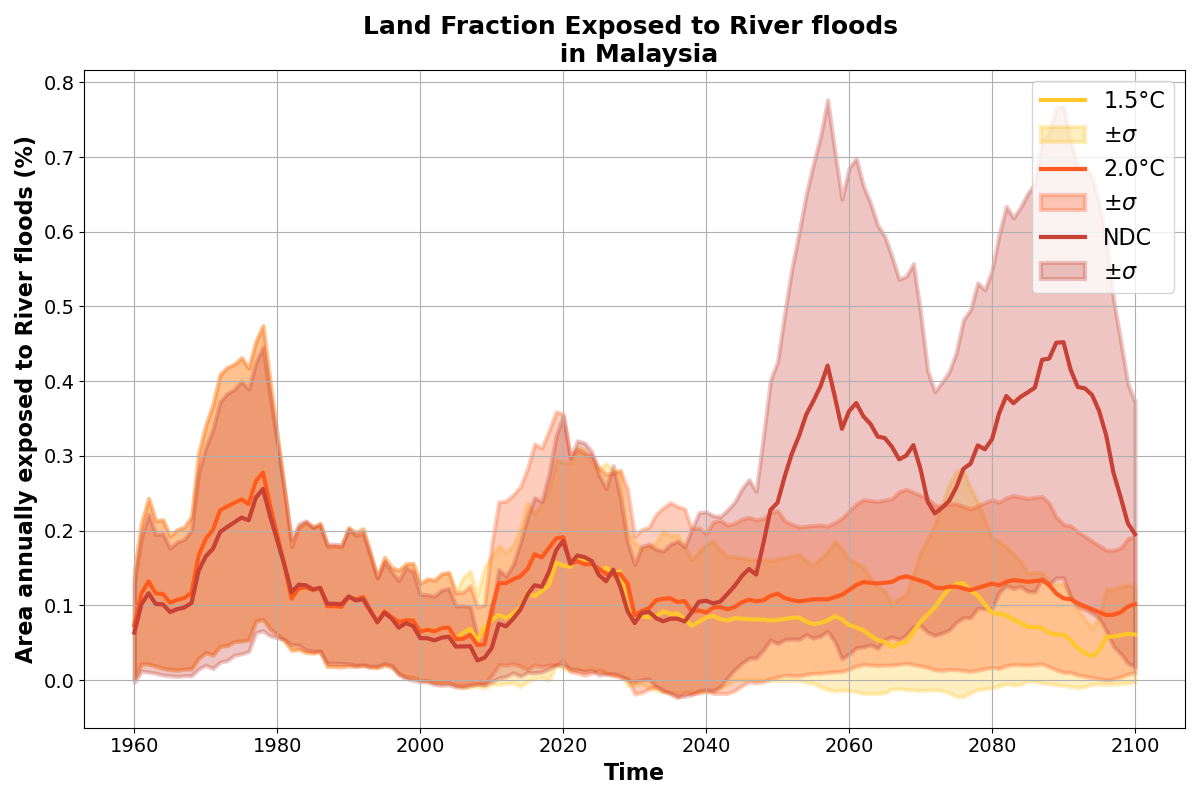 Land Fraction Exposed to River floods
in Malaysia
Area annually exposed to River floods (%)
0.8
0.7
0.6
0.5
0.4
0.3
0.2
0.1
0.0
1.5°C
±σ
2.0°C
±σ
NDC
±σ
1960
1980
2000
2020
2040
2060
2080
2100
Time